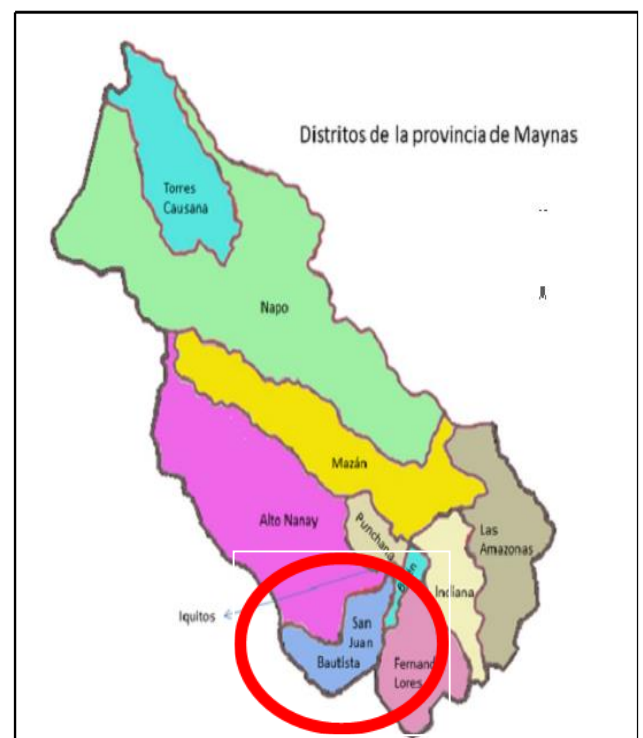 Distritos de la provincia de Maynas
Torres
Causana
Napo
Mazán
Alto Nanay
Punchana
Las
Amazonas
Indiana
Iquitos
San
Juan
Bautista
Lores